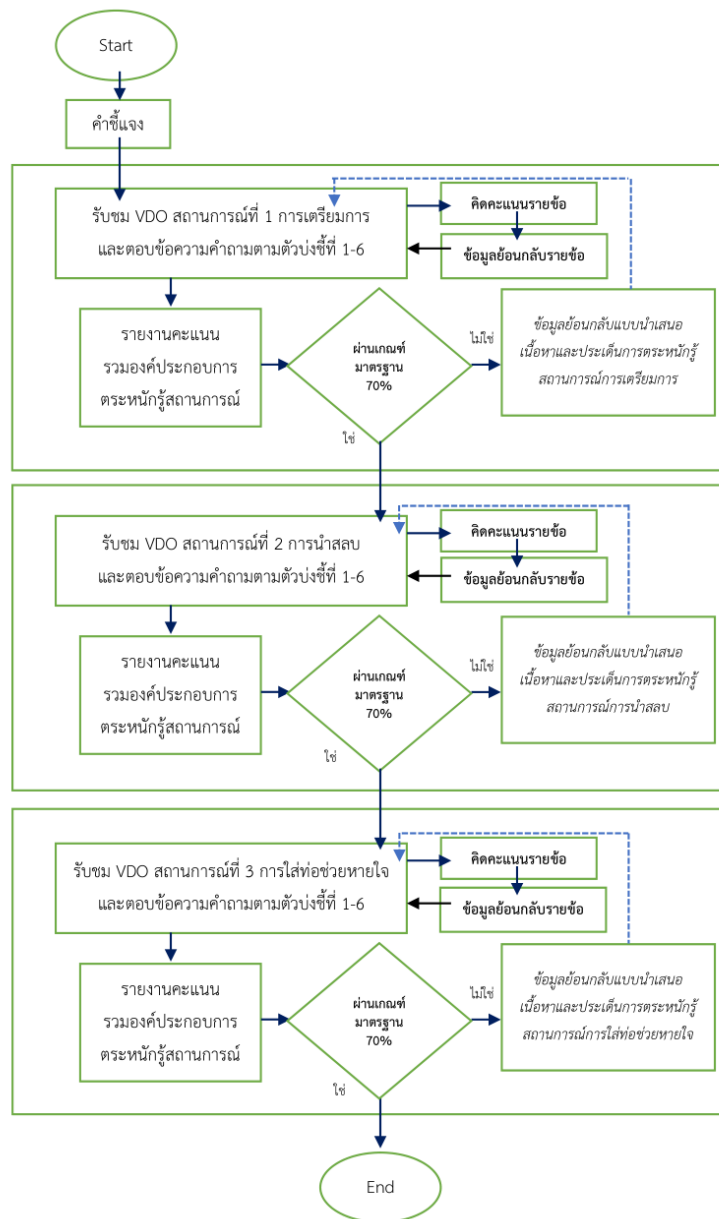 Start
คำชี้แจง
รับชม VDO สถานการณ์ที่ 1 การเตรียมการ
และตอบข้อความคำถามตามตัวบ่งชี้ที่ 1-6
คิดคะแนนรายข้อ
ข้อมูลย้อนกลับรายข้อ
รายงานคะแนน
รวมองค์ประกอบการ
ตระหนักรู้สถานการณ์
ผ่านเกณฑ์
มาตรฐาน
70%
ไม่ใช่
ข้อมูลย้อนกลับแบบนำเสนอ
เนื้อหาและประเด็นการตระหนักรู้
สถานการณ์การเตรียมการ
ใช่
รับชม VDO สถานการณ์ที่ 2 การนำสลบ
และตอบข้อความคำถามตามตัวบ่งชี้ที่ 1-6
คิดคะแนนรายข้อ
ข้อมูลย้อนกลับรายข้อ
รายงานคะแนน
รวมองค์ประกอบการ
ตระหนักรู้สถานการณ์
ผ่านเกณฑ์
มาตรฐาน
70%
ไม่ใช่
ข้อมูลย้อนกลับแบบนำเสนอ
เนื้อหาและประเด็นการตระหนักรู้
สถานการณ์การนำสลบ
ใช่
รับชม VDO สถานการณ์ที่ 3 การใส่ท่อช่วยหายใจ
และตอบข้อความคำถามตามตัวบ่งชี้ที่ 1-6
คิดคะแนนรายข้อ
ข้อมูลย้อนกลับรายข้อ
รายงานคะแนน
รวมองค์ประกอบการ
ตระหนักรู้สถานการณ์
ผ่านเกณฑ์
มาตรฐาน
70%
ไม่ใช่
ข้อมูลย้อนกลับแบบนำเสนอ
เนื้อหาและประเด็นการตระหนักรู้
สถานการณ์การใส่ท่อช่วยหายใจ
ใช่
End